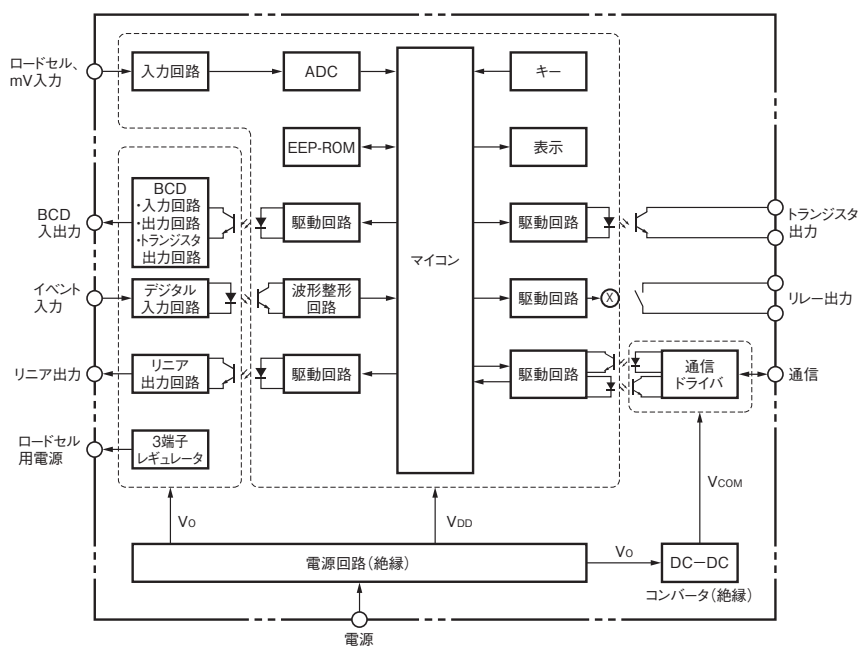 ロードセル、
mV入力
入力回路
ADC
キー
EEP-ROM
表示
BCD
入出力
BCD
・入力回路
・出力回路
・トランジスタ
出力回路
駆動回路
マイコン
駆動回路
トランジスタ
出力
イベント
入力
デジタル
入力回路
波形整形
回路
駆動回路
X
リレー出力
リニア出力
リニア
出力回路
駆動回路
駆動回路
通信
ドライバ
通信
ロードセル
用電源
3端子
レギュレータ
VO
VDD
VCOM
電源回路(絶縁)
VO
DC−DC
コンバータ(絶縁)
電源